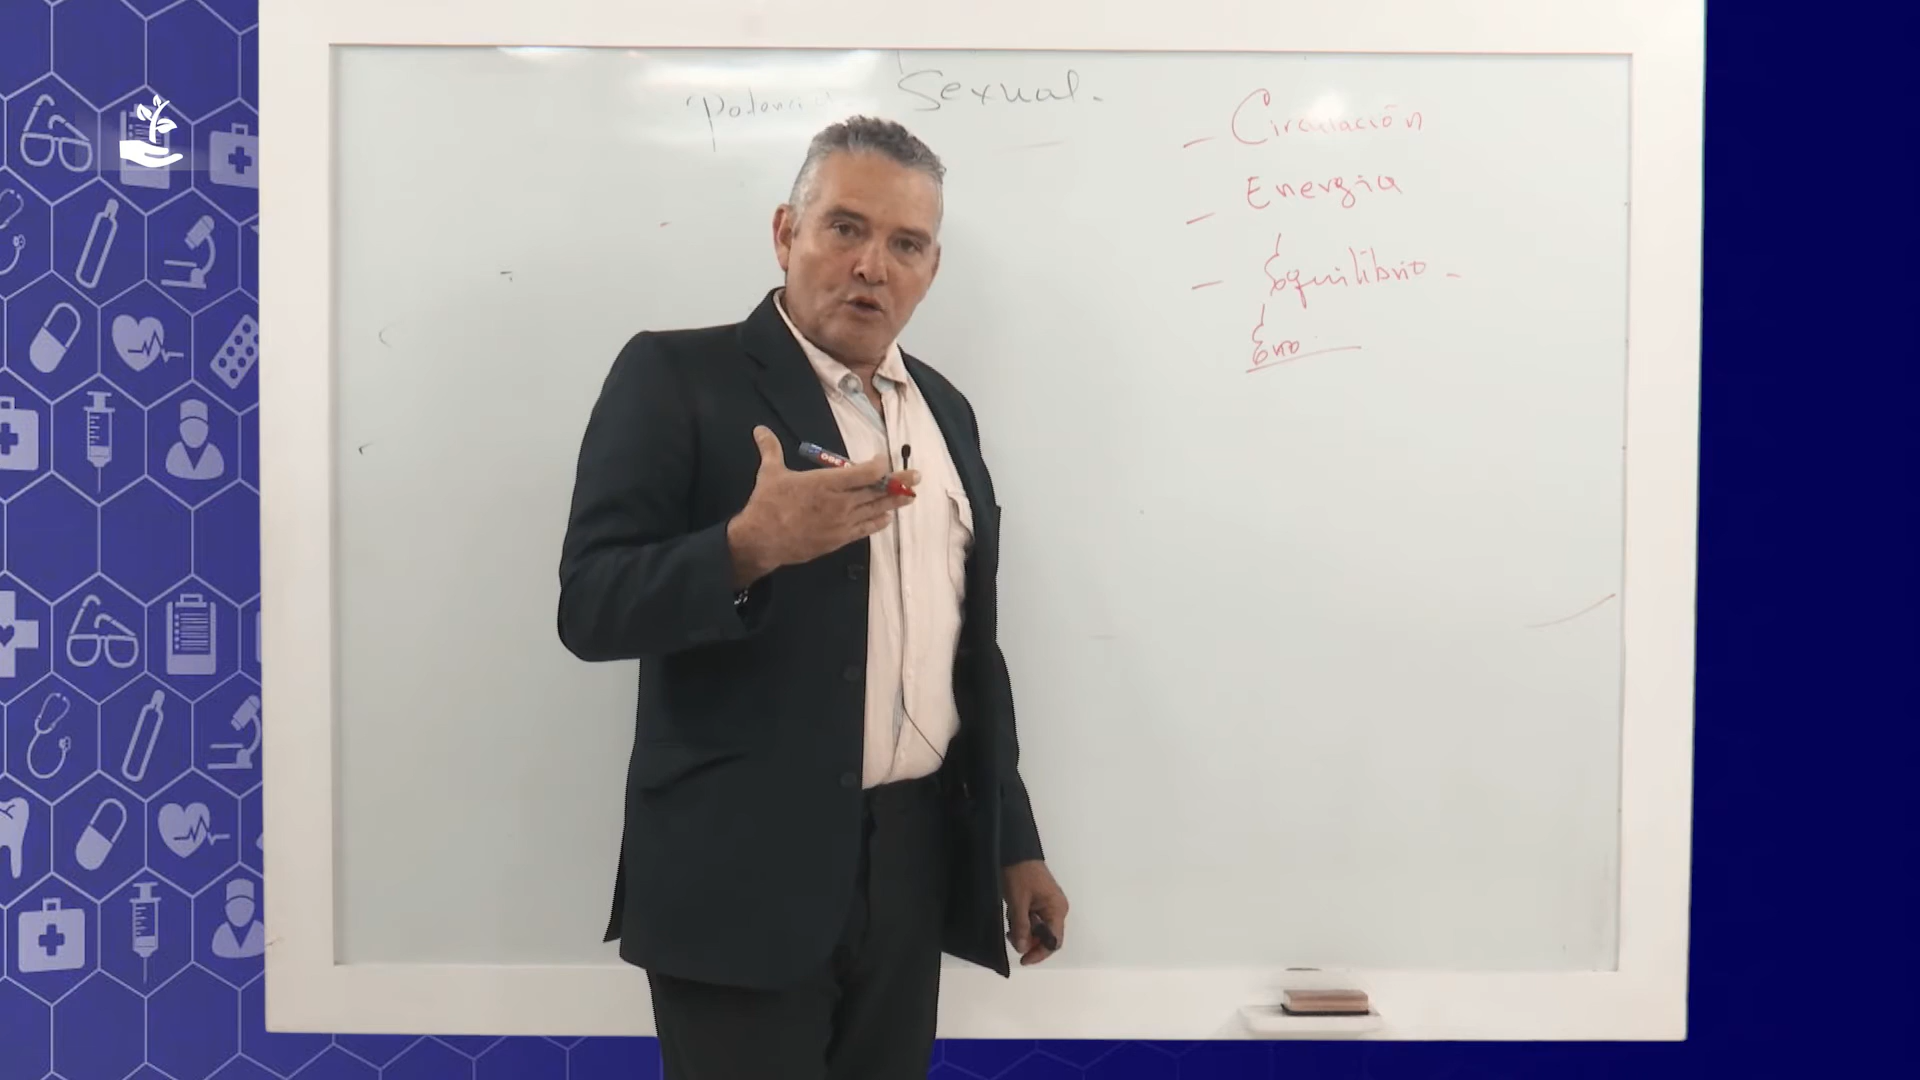 Sexual.
- Circulación
- Energia
- Equilibrio -